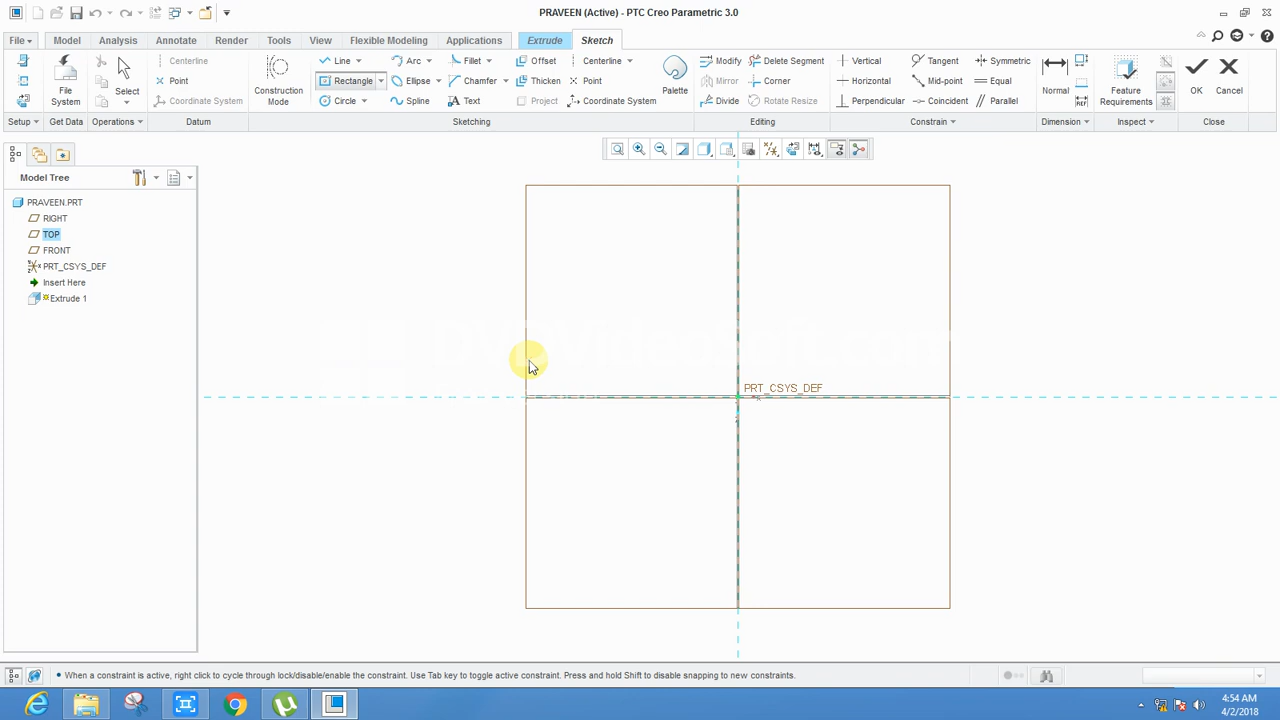 PRAVEEN (Active) - PTC Creo Parametric 3.0
File Model Analysis Annotate Render Tools View Flexible Modeling Applications Extrude Sketch
Line Arc Fillet Offset Centerline Modify Delete Segment Vertical Tangent Symmetric
Centerline
Point
Coordinate System
Rectangle Ellipse Chamfer Thicken Point Mirror Corner Horizontal Mid-point Equal
Circle Spline Text Project Coordinate System Divide Rotate Resize Perpendicular Coincident Parallel
File System
Select
Construction Mode
Palette
Normal
Feature Requirements
OK
Cancel
Setup Get Data Operations Datum Sketching Editing Constrain Dimension Inspect Close
Model Tree
PRAVEEN.PRT
RIGHT
TOP
FRONT
PRT_CSYS_DEF
Insert Here
Extrude 1
DVDVideoSoft.com
PRT_CSYS_DEF
When a constraint is active, right click to cycle through lock/disable/enable the constraint. Use Tab key to toggle active constraint. Press and hold Shift to disable snapping to new constraints.
4:54 AM
4/2/2018